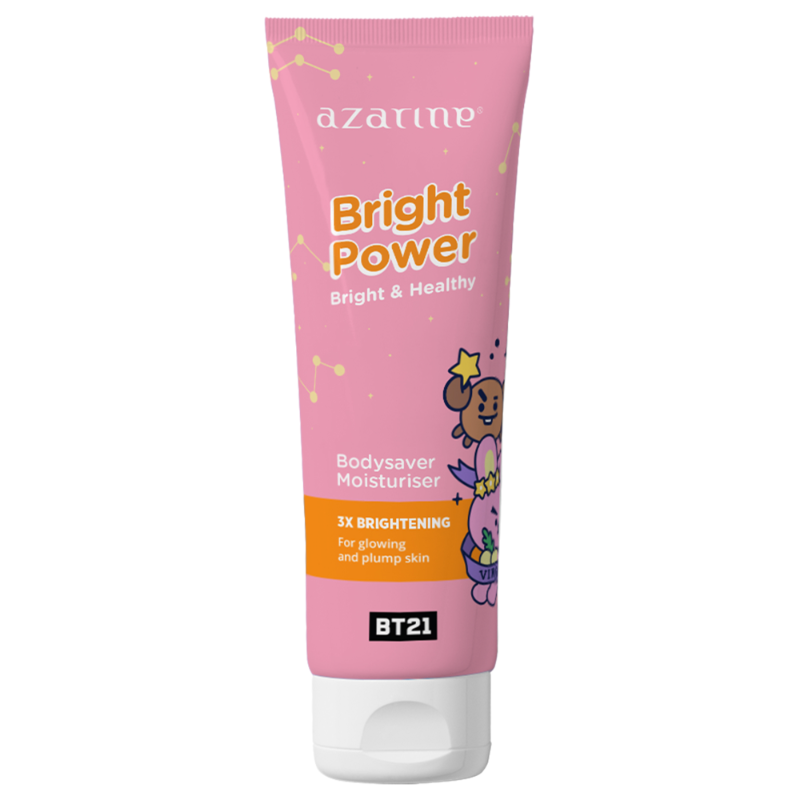 azarine
Bright
Power
Bright & Healthy
Bodysaver
Moisturiser
3X BRIGHTENING
For glowing
and plump skin
BT21